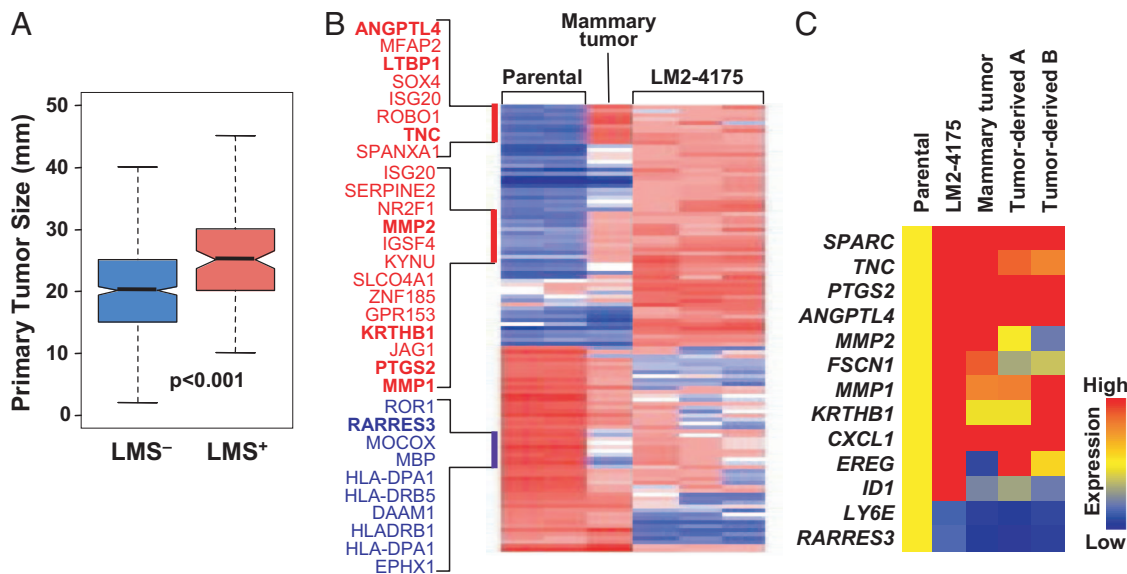 A
Primary Tumor Size (mm)
50
40
30
20
10
0
p<0.001
LMS–
LMS+
B
ANGPTL4
MFAP2
LTBP1
SOX4
ISG20
ROBO1
TNC
SPANXA1
ISG20
SERPINE2
NR2F1
MMP2
IGSF4
KYNU
SLCO4A1
ZNF185
GPR153
KRTHB1
JAG1
PTGS2
MMP1
ROR1
RARRES3
MOCOX
MBP
HLA-DPA1
HLA-DRB5
DAAM1
HLADRB1
HLA-DPA1
EPHX1
Mammary
tumor
Parental
LM2-4175
C
Parental
LM2-4175
Mammary tumor
Tumor-derived A
Tumor-derived B
SPARC
TNC
PTGS2
ANGPTL4
MMP2
FSCN1
MMP1
KRTHB1
CXCL1
EREG
ID1
LY6E
RARRES3
High
Expression
Low